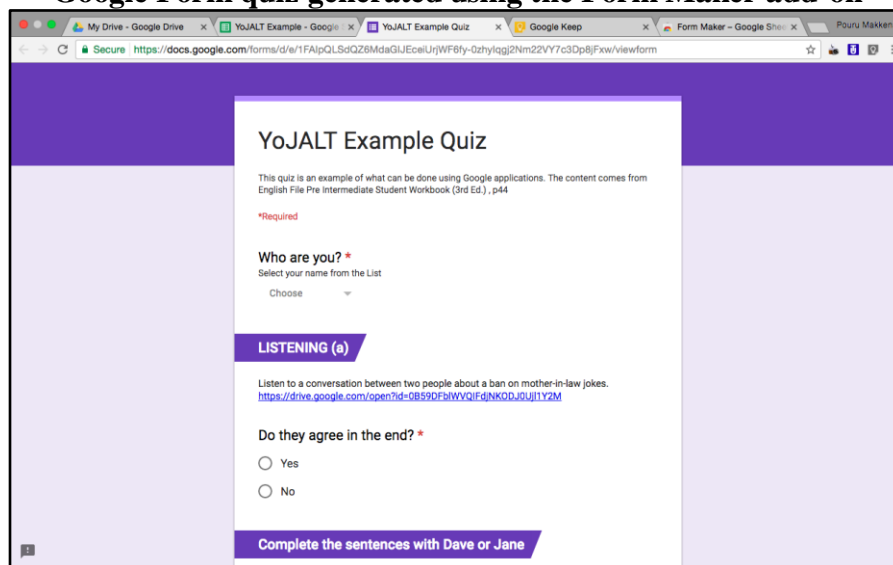 Google Form quiz generated using the Form Maker add-on
My Drive - Google Drive
YoJALT Example - Google
YoJALT Example Quiz
Google Keep
Form Maker – Google Shee
Pouru Makken
Secure https://docs.google.com/forms/d/e/1FAIpQLSdQZ6MdaGIJEceiUrjWF6fy-0zhylqgj2Nm22VY7c3Dp8jFxw/viewform
YoJALT Example Quiz
This quiz is an example of what can be done using Google applications. The content comes from
English File Pre Intermediate Student Workbook (3rd Ed.) , p44
*Required
Who are you? *
Select your name from the List
Choose
LISTENING (a)
Listen to a conversation between two people about a ban on mother-in-law jokes.
https://drive.google.com/open?id=0B59DFblWVQIFdjNKODJ0UjI1Y2M
Do they agree in the end? *
Yes
No
Complete the sentences with Dave or Jane